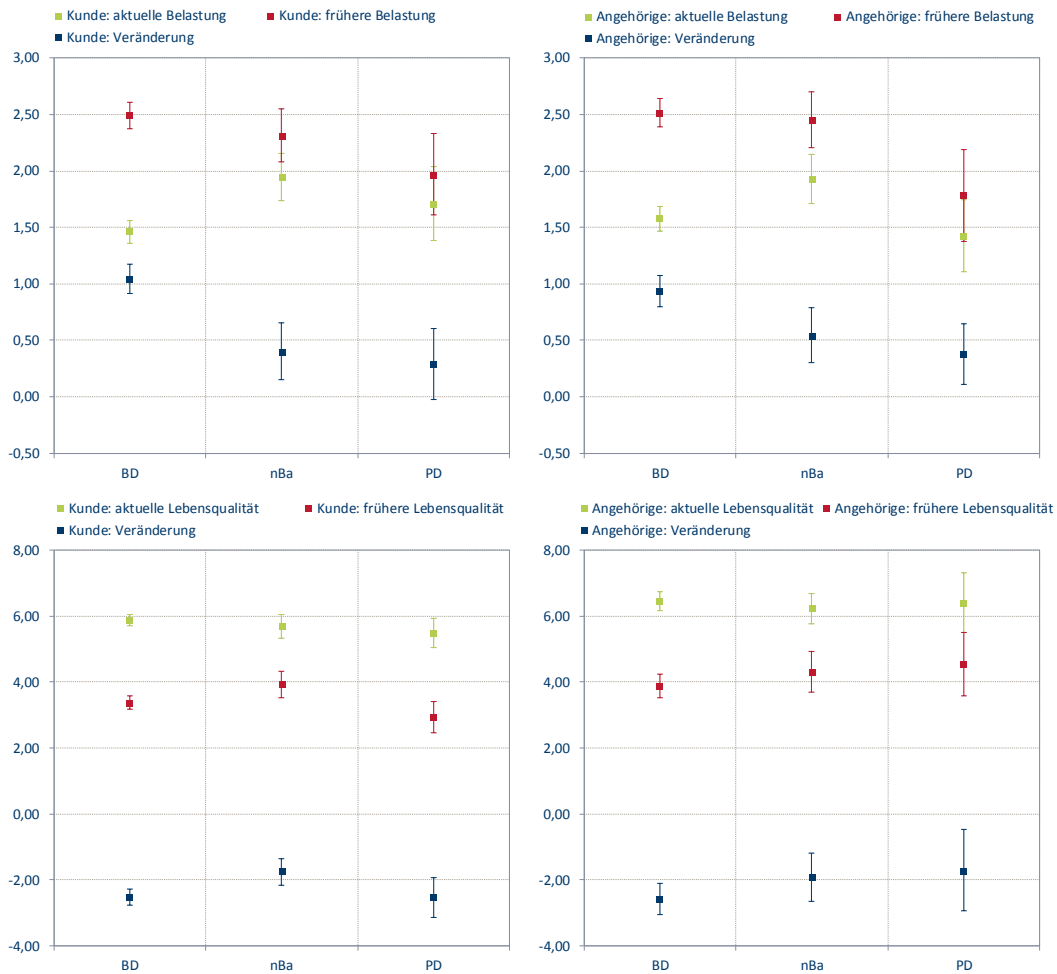 Kunde: aktuelle Belastung Kunde: frühere Belastung
Kunde: Veränderung
3,00
2,50
2,00
1,50
1,00
0,50
0,00
-0,50
BD nBa PD
Angehörige: aktuelle Belastung Angehörige: frühere Belastung
Angehörige: Veränderung
3,00
2,50
2,00
1,50
1,00
0,50
0,00
-0,50
BD nBa PD
Kunde: aktuelle Lebensqualität Kunde: frühere Lebensqualität
Kunde: Veränderung
8,00
6,00
4,00
2,00
0,00
-2,00
-4,00
BD nBa PD
Angehörige: aktuelle Lebensqualität Angehörige: frühere Lebensqualität
Angehörige: Veränderung
8,00
6,00
4,00
2,00
0,00
-2,00
-4,00
BD nBa PD